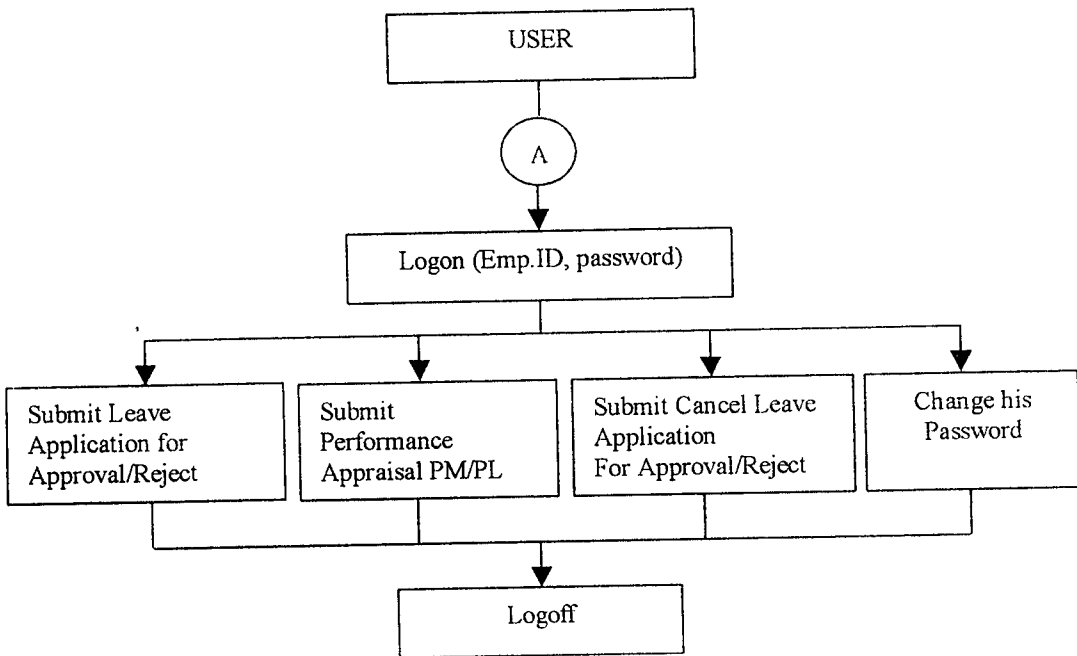 USER
A
Logon (Emp.ID, password)
Submit Leave
Application for
Approval/Reject
Submit
Performance
Appraisal PM/PL
Submit Cancel Leave
Application
For Approval/Reject
Change his
Password
Logoff